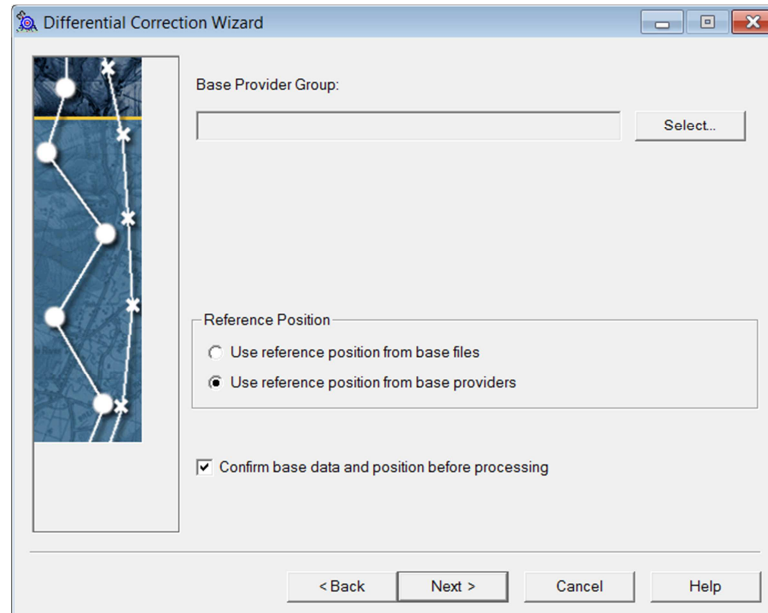 Differential Correction Wizard
Base Provider Group:
Select...
Reference Position
Use reference position from base files
Use reference position from base providers
Confirm base data and position before processing
< Back Next > Cancel Help